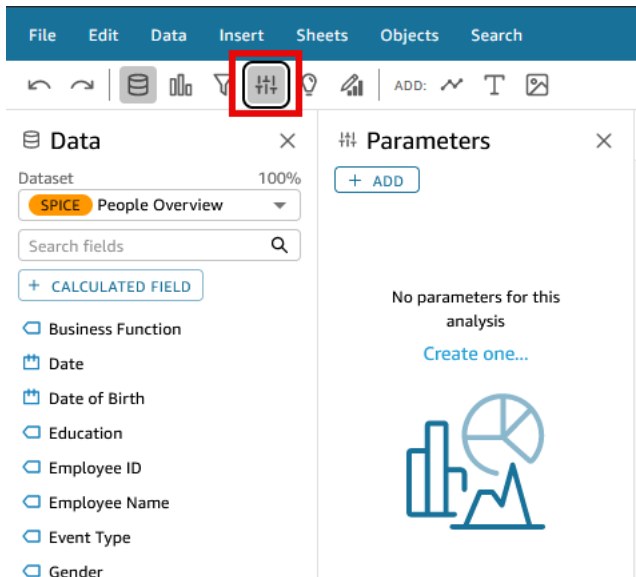 File Edit Data Insert Sheets Objects Search
ADD: T
Data
Dataset 100%
SPICE People Overview
Search fields
+ CALCULATED FIELD
Business Function
Date
Date of Birth
Education
Employee ID
Employee Name
Event Type
Gender
Parameters
+ ADD
No parameters for this
analysis
Create one...